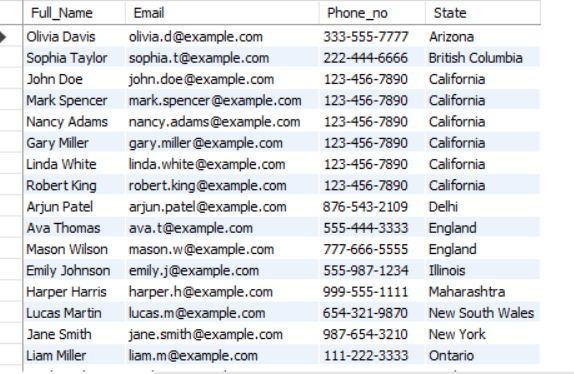 Full_Name Email Phone_no State
Olivia Davis olivia.d@example.com 333-555-7777 Arizona
Sophia Taylor sophia.t@example.com 222-444-6666 British Columbia
John Doe john.doe@example.com 123-456-7890 California
Mark Spencer mark.spencer@example.com 123-456-7890 California
Nancy Adams nancy.adams@example.com 123-456-7890 California
Gary Miller gary.miller@example.com 123-456-7890 California
Linda White linda.white@example.com 123-456-7890 California
Robert King robert.king@example.com 123-456-7890 California
Arjun Patel arjun.patel@example.com 876-543-2109 Delhi
Ava Thomas ava.t@example.com 555-444-3333 England
Mason Wilson mason.w@example.com 777-666-5555 England
Emily Johnson emily.j@example.com 555-987-1234 Illinois
Harper Harris harper.h@example.com 999-555-1111 Maharashtra
Lucas Martin lucas.m@example.com 654-321-9870 New South Wales
Jane Smith jane.smith@example.com 987-654-3210 New York
Liam Miller liam.m@example.com 111-222-3333 Ontario